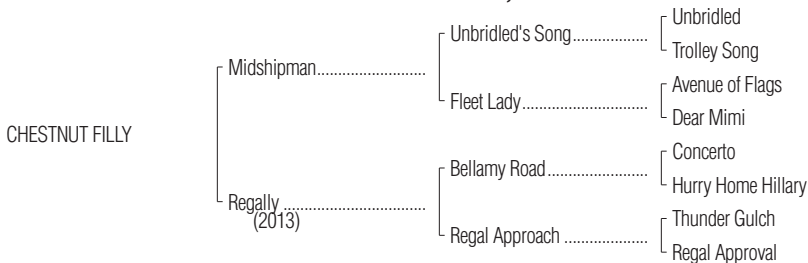 Unbridled
Unbridled's Song.................
Trolley Song
Midshipman..........................
Avenue of Flags
Fleet Lady............................
Dear Mimi
CHESTNUT FILLY
Concerto
Bellamy Road.......................
Hurry Home Hillary
Regally ..................................
(2013)
Thunder Gulch
Regal Approach ...................
Regal Approval